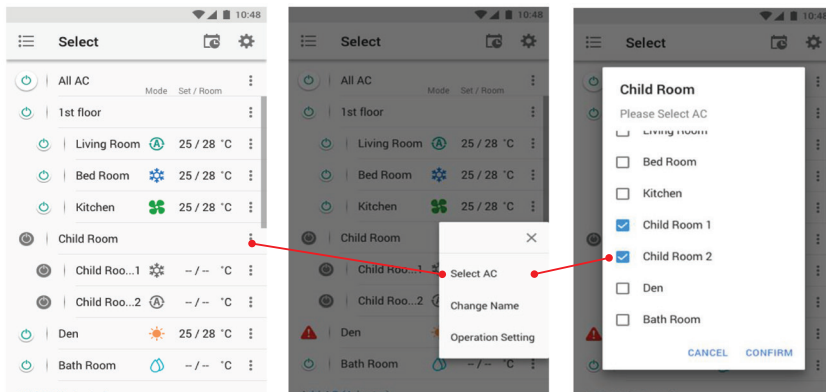 10:48
Select
All AC
Mode Set / Room
1st floor
Living Room A 25 / 28 °C
Bed Room 25 / 28 °C
Kitchen 25 / 28 °C
Child Room
Child Roo...1 -- / -- °C
Child Roo...2 A -- / -- °C
Den 25 / 28 °C
Bath Room -- / -- °C
10:48
Select
All AC
Mode Set / Room
1st floor
Living Room A 25 / 28 °C
Bed Room 25 / 28 °C
Kitchen 25 / 28 °C
Child Room
Child Roo...1
Select AC
Child Roo...2
Change Name
Den
Operation Setting
Bath Room -- / -- °C
10:48
Select
Child Room
Please Select AC
Living Room
Bed Room
Kitchen
Child Room 1
Child Room 2
Den
Bath Room
CANCEL CONFIRM